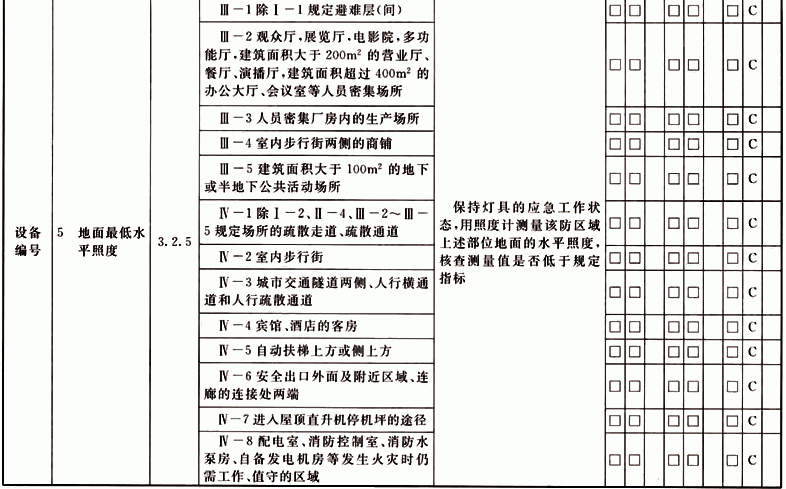 Ⅲ-1 除Ⅰ-1 规定避难层(间) □ □ □ □ □ C
Ⅲ-2 观众厅,展览厅,电影院,多功
能厅,建筑面积大于 200m² 的营业厅、
餐厅、演播厅,建筑面积超过 400m² 的
办公大厅、会议室等人员密集场所 □ □ □ □ □ C
Ⅲ-3 人员密集厂房内的生产场所 □ □ □ □ □ C
Ⅲ-4 室内步行街两侧的商铺 □ □ □ □ □ C
Ⅲ-5 建筑面积大于 100m² 的地下
或半地下公共活动场所 □ □ □ □ □ C
设备
编号
5 地面最低水
平照度
3.2.5
Ⅳ-1 除Ⅰ-2、Ⅱ-4、Ⅲ-2~Ⅲ-
5 规定场所的疏散走道、疏散通道 □ □ □ □ □ C
Ⅳ-2 室内步行街 □ □ □ □ □ C
Ⅳ-3 城市交通隧道两侧、人行横通
道和人行疏散通道 □ □ □ □ □ C
Ⅳ-4 宾馆、酒店的客房 □ □ □ □ □ C
Ⅳ-5 自动扶梯上方或侧上方 □ □ □ □ □ C
Ⅳ-6 安全出口外面及附近区域、连
廊的连接处两端 □ □ □ □ □ C
Ⅳ-7 进入屋顶直升机停机坪的途径 □ □ □ □ □ C
Ⅳ-8 配电室、消防控制室、消防水
泵房、自备发电机房等发生火灾时仍
需工作、值守的区域 □ □ □ □ □ C
保持灯具的应急工作状
态,用照度计测量该防区域
上述部位地面的水平照度,
核查测量值是否低于规定
指标